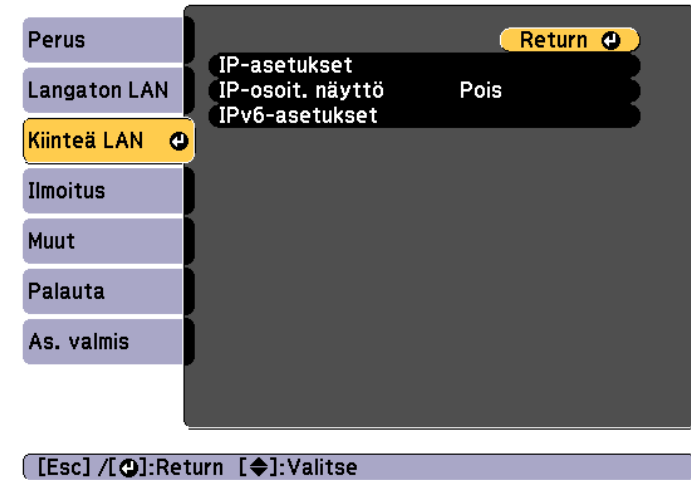 Perus
Langaton LAN
Kiinteä LAN
Ilmoitus
Muut
Palauta
As. valmis
Return
IP-asetukset
IP-osoit. näyttö Pois
IPv6-asetukset
[Esc] /[⏎]:Return [◆]:Valitse